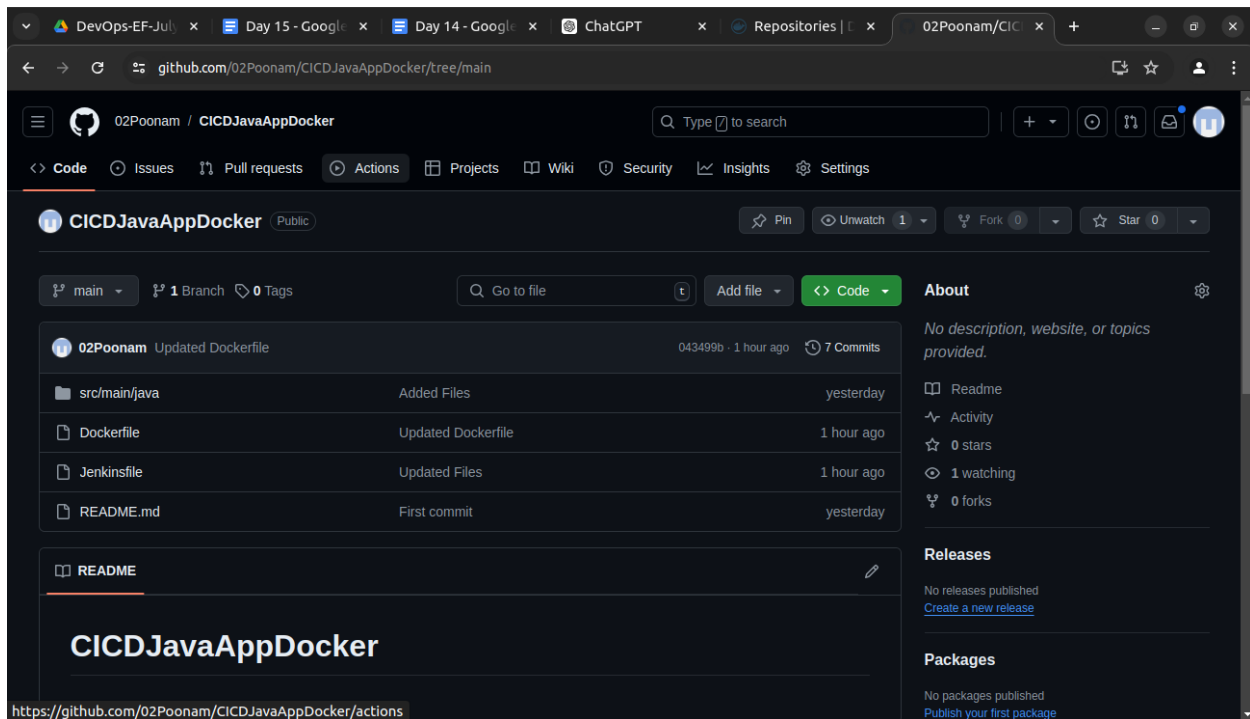 DevOps-EF-July
Day 15 - Google
Day 14 - Google
ChatGPT
Repositories | D
02Poonam/CIC
github.com/02Poonam/CICDJavaAppDocker/tree/main
02Poonam / CICDJavaAppDocker
Type / to search
Code
Issues
Pull requests
Actions
Projects
Wiki
Security
Insights
Settings
CICDJavaAppDocker Public
Pin
Unwatch 1
Fork 0
Star 0
main
1 Branch
0 Tags
Go to file
t
Add file
Code
02Poonam Updated Dockerfile
043499b · 1 hour ago
7 Commits
src/main/java Added Files yesterday
Dockerfile Updated Dockerfile 1 hour ago
Jenkinsfile Updated Files 1 hour ago
README.md First commit yesterday
README
CICDJavaAppDocker
About
No description, website, or topics
provided.
Readme
Activity
0 stars
1 watching
0 forks
Releases
No releases published
Create a new release
Packages
No packages published
Publish your first package
https://github.com/02Poonam/CICDJavaAppDocker/actions